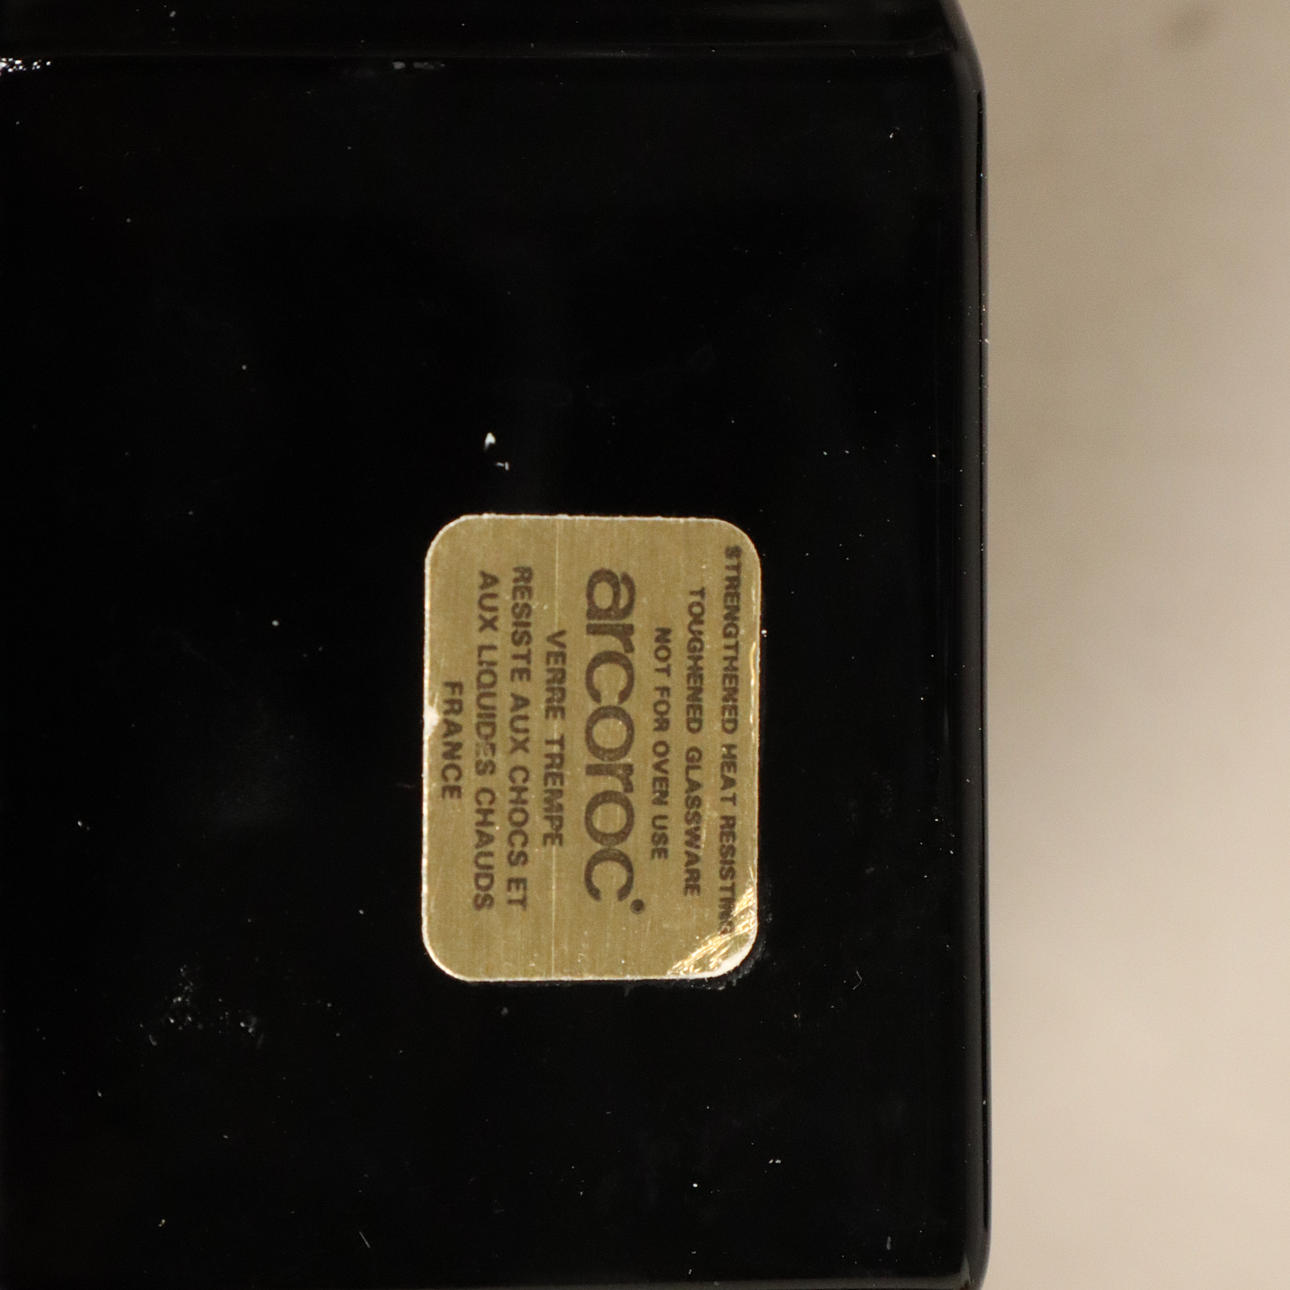 STRENGTHENED HEAT RESISTING
TOUGHENED GLASSWARE
NOT FOR OVEN USE
arcoroc
VERRE TREMPE
RESISTE AUX CHOCS ET
AUX LIQUIDES CHAUDS
FRANCE